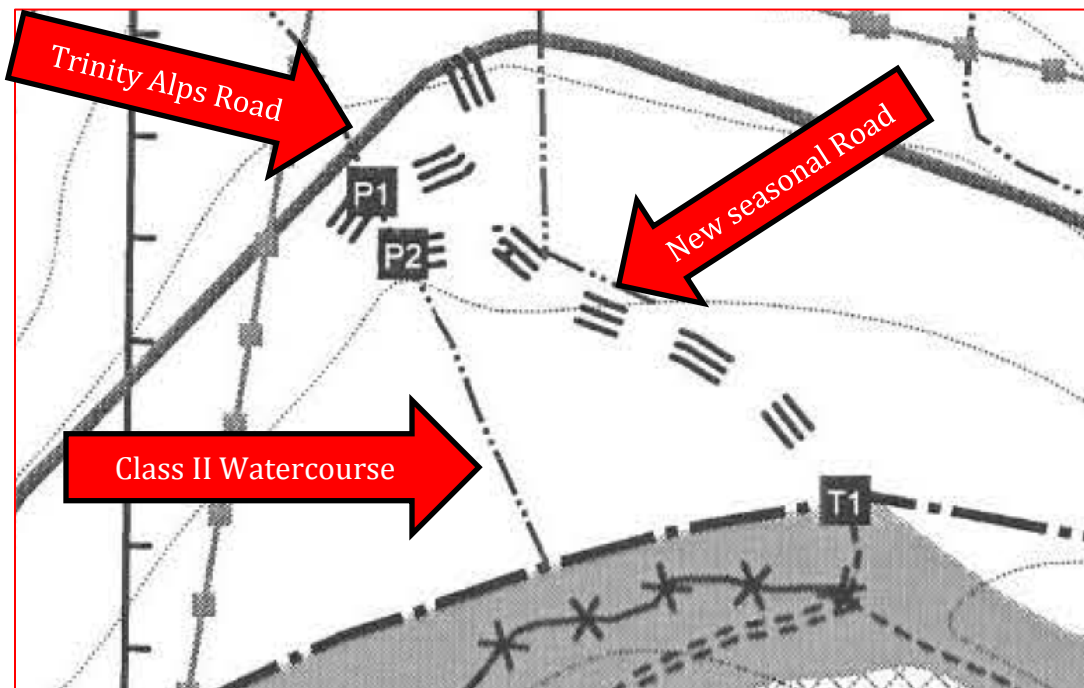 Trinity Alps Road
New seasonal Road
P1
P2
Class II Watercourse
T1